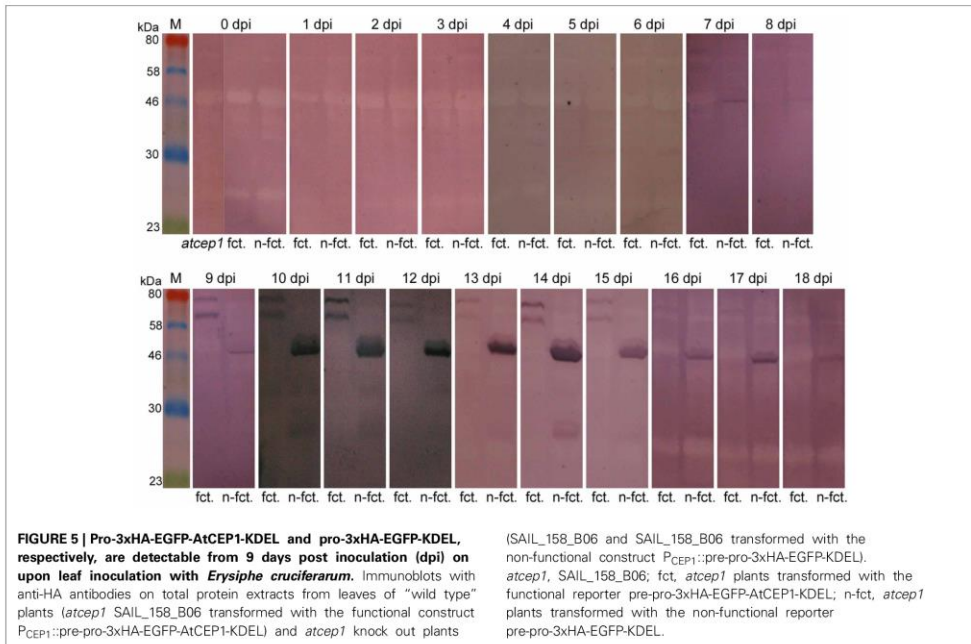 kDa M 0 dpi 1 dpi 2 dpi 3 dpi 4 dpi 5 dpi 6 dpi 7 dpi 8 dpi
80
58
46
30
23
atcep1 fct. n-fct. fct. n-fct. fct. n-fct. fct. n-fct. fct. n-fct. fct. n-fct. fct. n-fct. fct. n-fct. fct. n-fct.
kDa M 9 dpi 10 dpi 11 dpi 12 dpi 13 dpi 14 dpi 15 dpi 16 dpi 17 dpi 18 dpi
80
58
46
30
23
fct. n-fct. fct. n-fct. fct. n-fct. fct. n-fct. fct. n-fct. fct. n-fct. fct. n-fct. fct. n-fct. fct. n-fct. fct. n-fct.
FIGURE 5 | Pro-3xHA-EGFP-AtCEP1-KDEL and pro-3xHA-EGFP-KDEL,
respectively, are detectable from 9 days post inoculation (dpi) on
upon leaf inoculation with Erysiphe cruciferarum. Immunoblots with
anti-HA antibodies on total protein extracts from leaves of "wild type"
plants (atcep1 SAIL_158_B06 transformed with the functional construct
PCEP1::pre-pro-3xHA-EGFP-AtCEP1-KDEL) and atcep1 knock out plants
(SAIL_158_B06 and SAIL_158_B06 transformed with the
non-functional construct PCEP1::pre-pro-3xHA-EGFP-KDEL).
atcep1, SAIL_158_B06; fct, atcep1 plants transformed with the
functional reporter pre-pro-3xHA-EGFP-AtCEP1-KDEL; n-fct, atcep1
plants transformed with the non-functional reporter
pre-pro-3xHA-EGFP-KDEL.